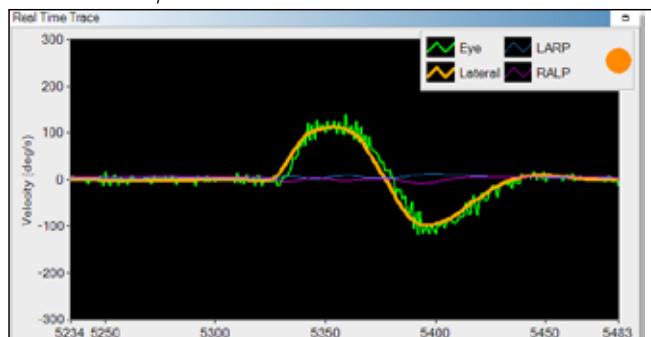 Real Time Trace
Eye
LARP
Lateral
RALP
300
200
100
0
-100
-200
-300
Velocity (deg/s)
5234 5250 5300 5350 5400 5450 5483